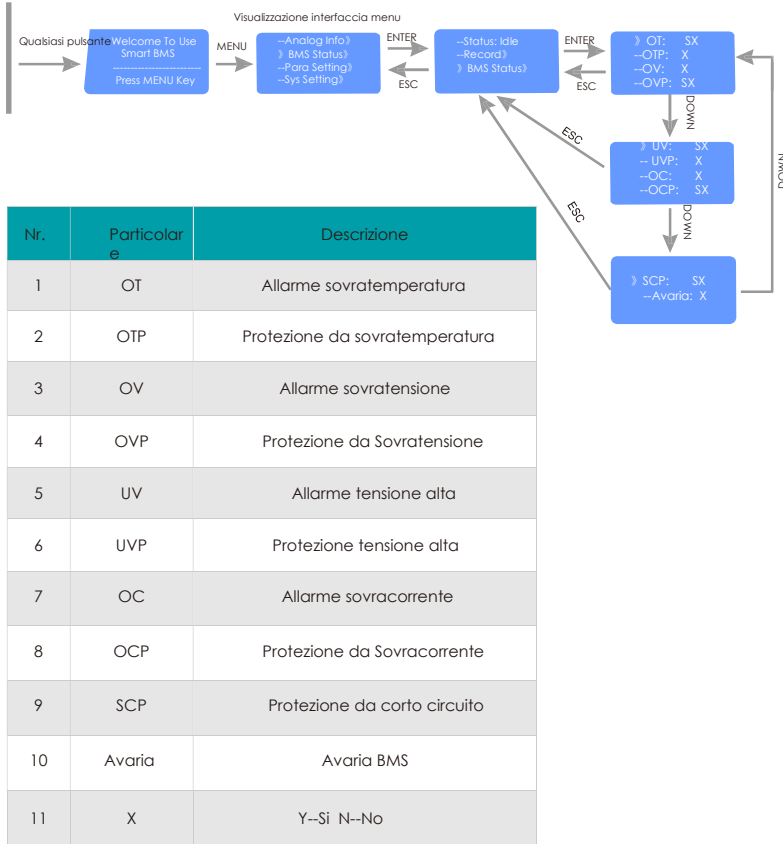 Visualizzazione interfaccia menu
Qualsiasi pulsante
Welcome To Use
Smart BMS
------------------------
Press MENU Key
MENU
--Analog Info》
》BMS Status》
--Para Setting》
--Sys Setting》
ENTER
ESC
--Status: Idle
--Record》
》BMS Status》
ENTER
ESC
》OT: SX
--OTP: X
--OV: X
--OVP: SX
DOWN
ESC
》UV: SX
-- UVP: X
--OC: X
--OCP: SX
DOWN
DOWN
ESC
》SCP: SX
--Avaria: X
Nr. Particolar
e Descrizione
1 OT Allarme sovratemperatura
2 OTP Protezione da sovratemperatura
3 OV Allarme sovratensione
4 OVP Protezione da Sovratensione
5 UV Allarme tensione alta
6 UVP Protezione tensione alta
7 OC Allarme sovracorrente
8 OCP Protezione da Sovracorrente
9 SCP Protezione da corto circuito
10 Avaria Avaria BMS
11 X Y--Si N--No